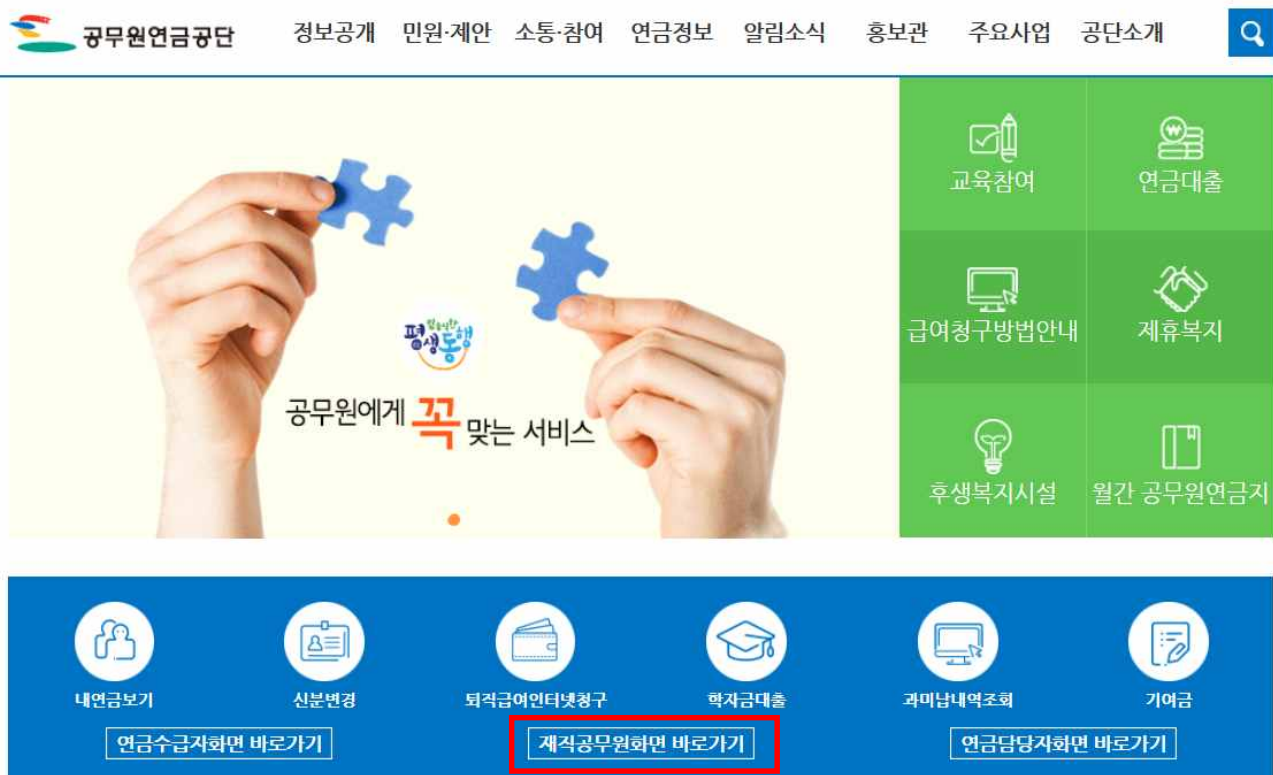 공무원연금공단
정보공개 민원·제안 소통·참여 연금정보 알림소식 홍보관 주요사업 공단소개
교육참여 연금대출
급여청구방법안내 제휴복지
후생복지시설 월간 공무원연금지
평생동행
공무원에게 꼭 맞는 서비스
내연금보기 신분변경 퇴직급여인터넷청구 학자금대출 과미납내역조회 기여금
연금수급자화면 바로가기 재직공무원화면 바로가기 연금담당자화면 바로가기